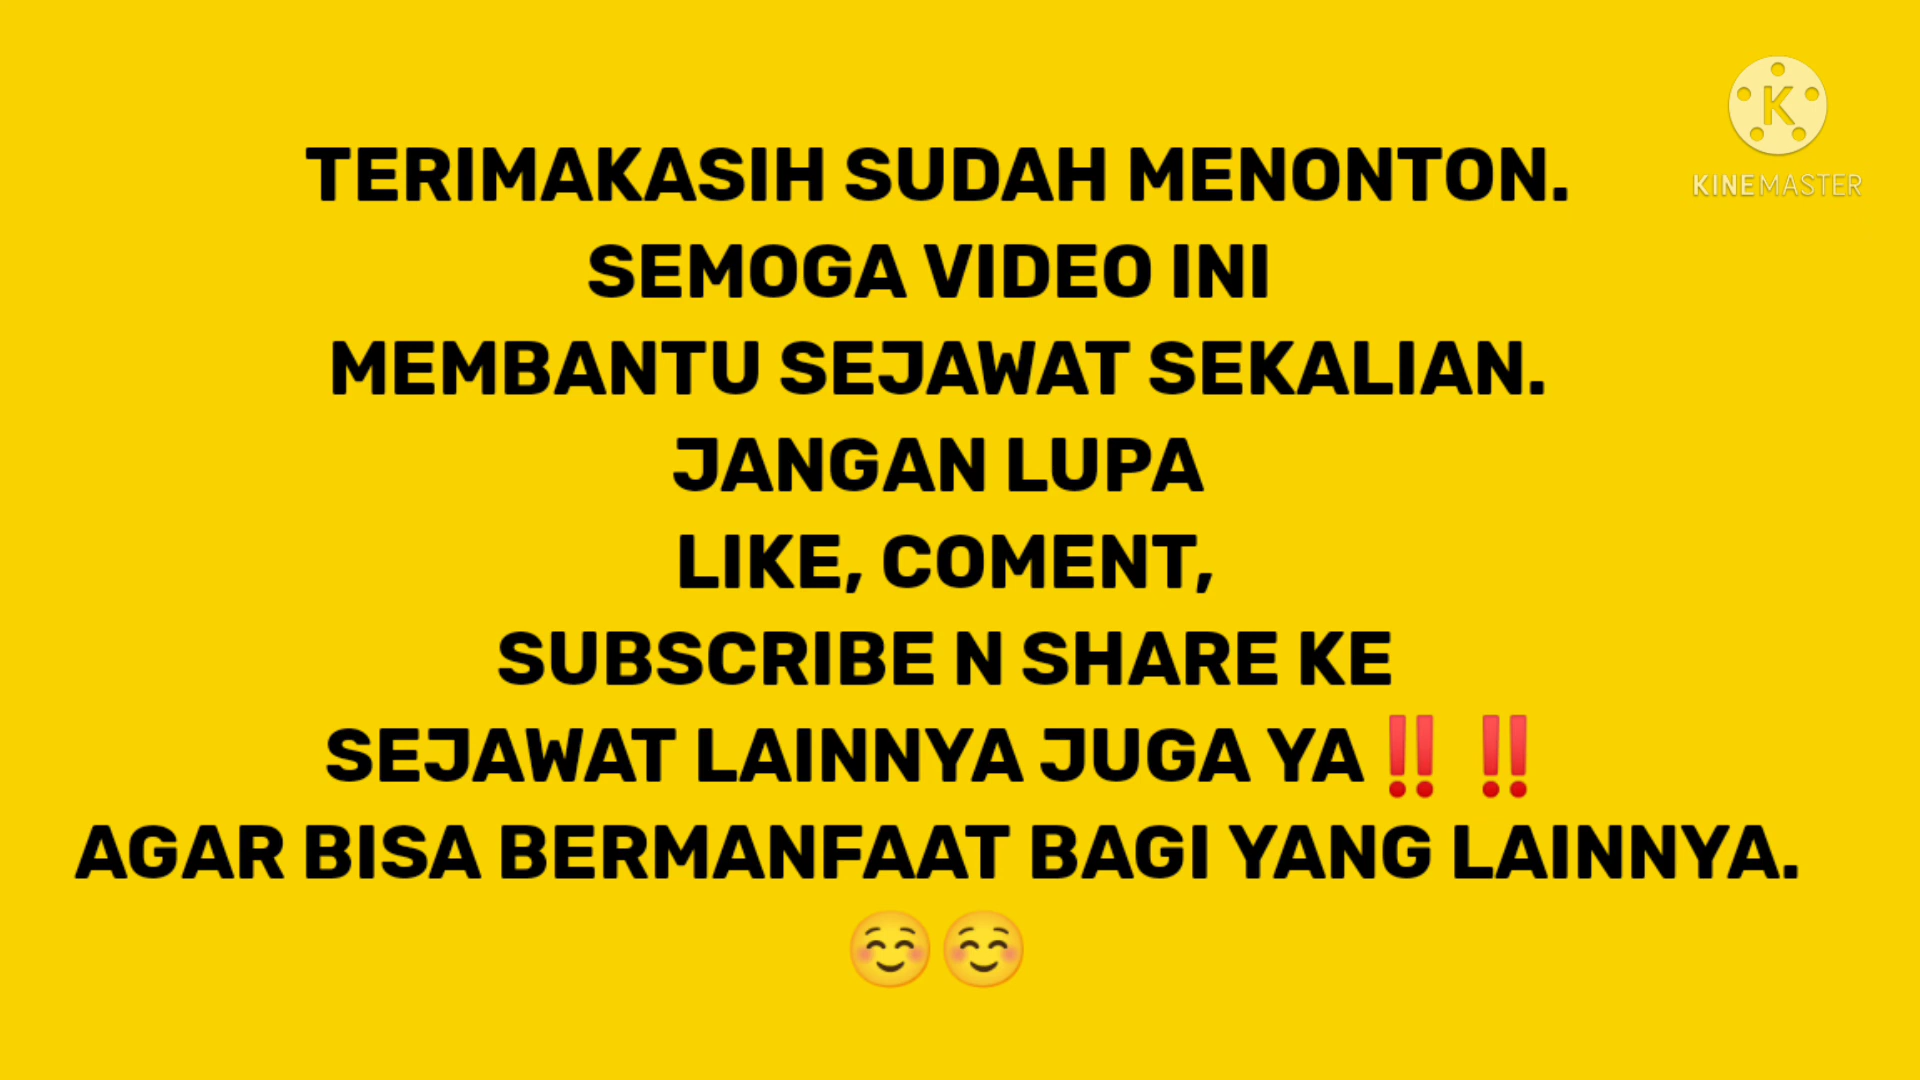 K
KINEMASTER
TERIMAKASIH SUDAH MENONTON.
SEMOGA VIDEO INI
MEMBANTU SEJAWAT SEKALIAN.
JANGAN LUPA
LIKE, COMENT,
SUBSCRIBE N SHARE KE
SEJAWAT LAINNYA JUGA YA‼️ ‼️
AGAR BISA BERMANFAAT BAGI YANG LAINNYA.
☺️☺️